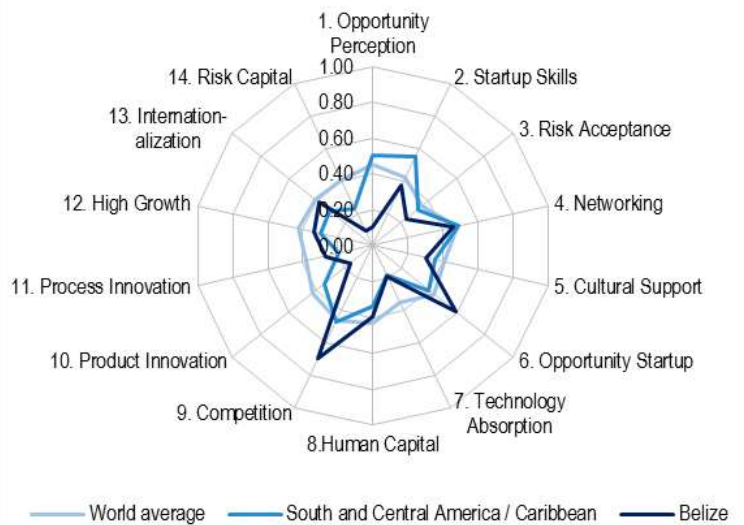 1. Opportunity
Perception
1.00
14. Risk Capital
2. Startup Skills
0.80
13. Internation-
alization
0.60
3. Risk Acceptance
0.40
12. High Growth
0.20
4. Networking
0.00
11. Process Innovation
5. Cultural Support
10. Product Innovation
6. Opportunity Startup
9. Competition
7. Technology
Absorption
8.Human Capital
World average
South and Central America / Caribbean
Belize